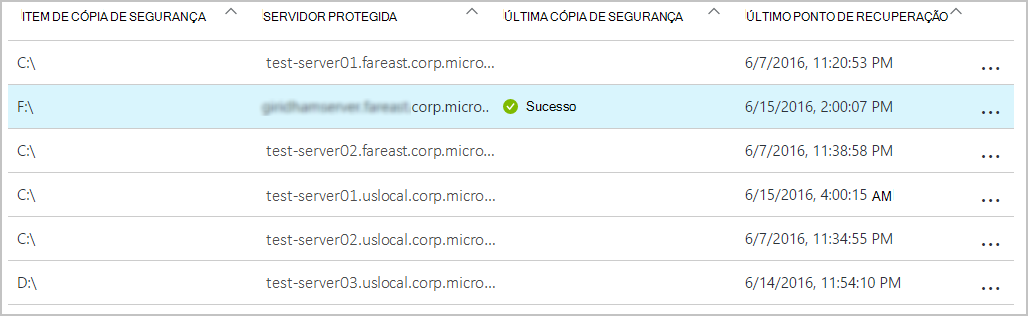 ITEM DE CÓPIA DE SEGURANÇA SERVIDOR PROTEGIDA ÚLTIMA CÓPIA DE SEGURANÇA ÚLTIMO PONTO DE RECUPERAÇÃO
C:\ test-server01.fareast.corp.micro... 6/7/2016, 11:20:53 PM ...
F:\ .corp.micro.. Sucesso 6/15/2016, 2:00:07 PM ...
C:\ test-server02.fareast.corp.micro... 6/7/2016, 11:38:58 PM ...
C:\ test-server01.uslocal.corp.micro... 6/15/2016, 4:00:15 AM ...
C:\ test-server02.uslocal.corp.micro... 6/7/2016, 11:34:55 PM ...
D:\ test-server03.uslocal.corp.micro... 6/14/2016, 11:54:10 PM ...